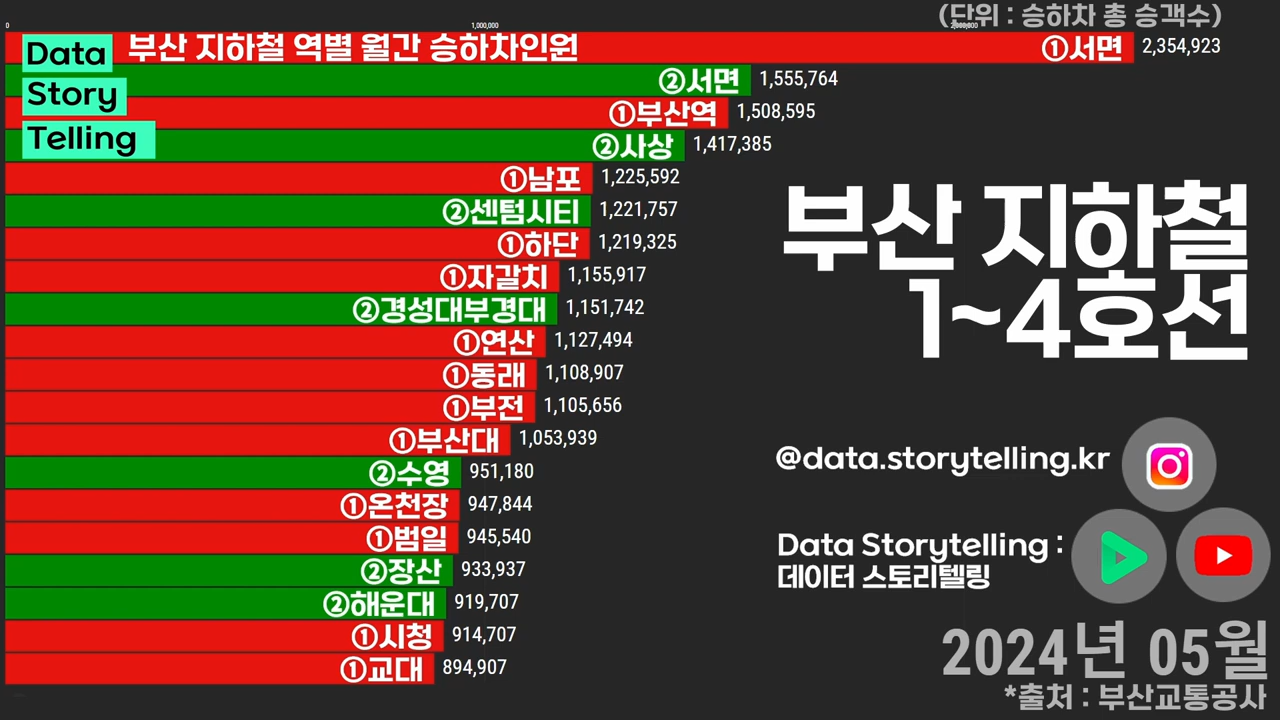 0 1,000,000 2,000,000
(단위 : 승하차 총 승객수)
Data
Story
Telling
부산 지하철 역별 월간 승하차인원
①서면 2,354,923
②서면 1,555,764
①부산역 1,508,595
②사상 1,417,385
①남포 1,225,592
②센텀시티 1,221,757
①하단 1,219,325
①자갈치 1,155,917
②경성대부경대 1,151,742
①연산 1,127,494
①동래 1,108,907
①부전 1,105,656
①부산대 1,053,939
②수영 951,180
①온천장 947,844
①범일 945,540
②장산 933,937
②해운대 919,707
①시청 914,707
①교대 894,907
부산 지하철
1~4호선
@data.storytelling.kr
Data Storytelling :
데이터 스토리텔링
2024년 05월
*출처 : 부산교통공사